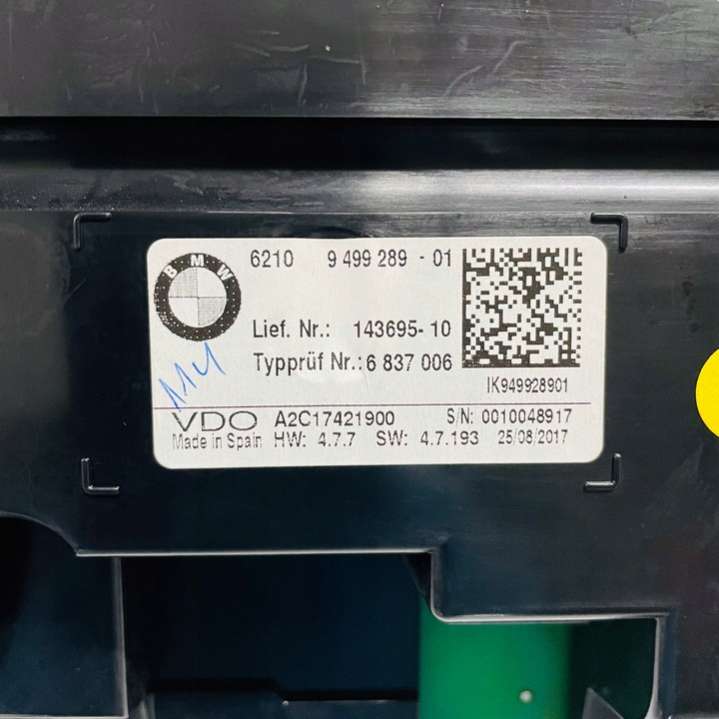 BMW
6210 9 499 289 - 01
Lief. Nr.: 143695-10
Typprüf Nr.: 6 837 006
IK949928901
114
VDO A2C17421900 S/N: 0010048917
Made in Spain HW: 4.7.7 SW: 4.7.193 25/08/2017